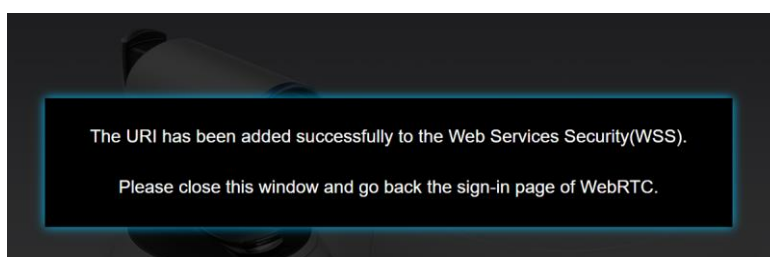 The URI has been added successfully to the Web Services Security(WSS).
Please close this window and go back the sign-in page of WebRTC.